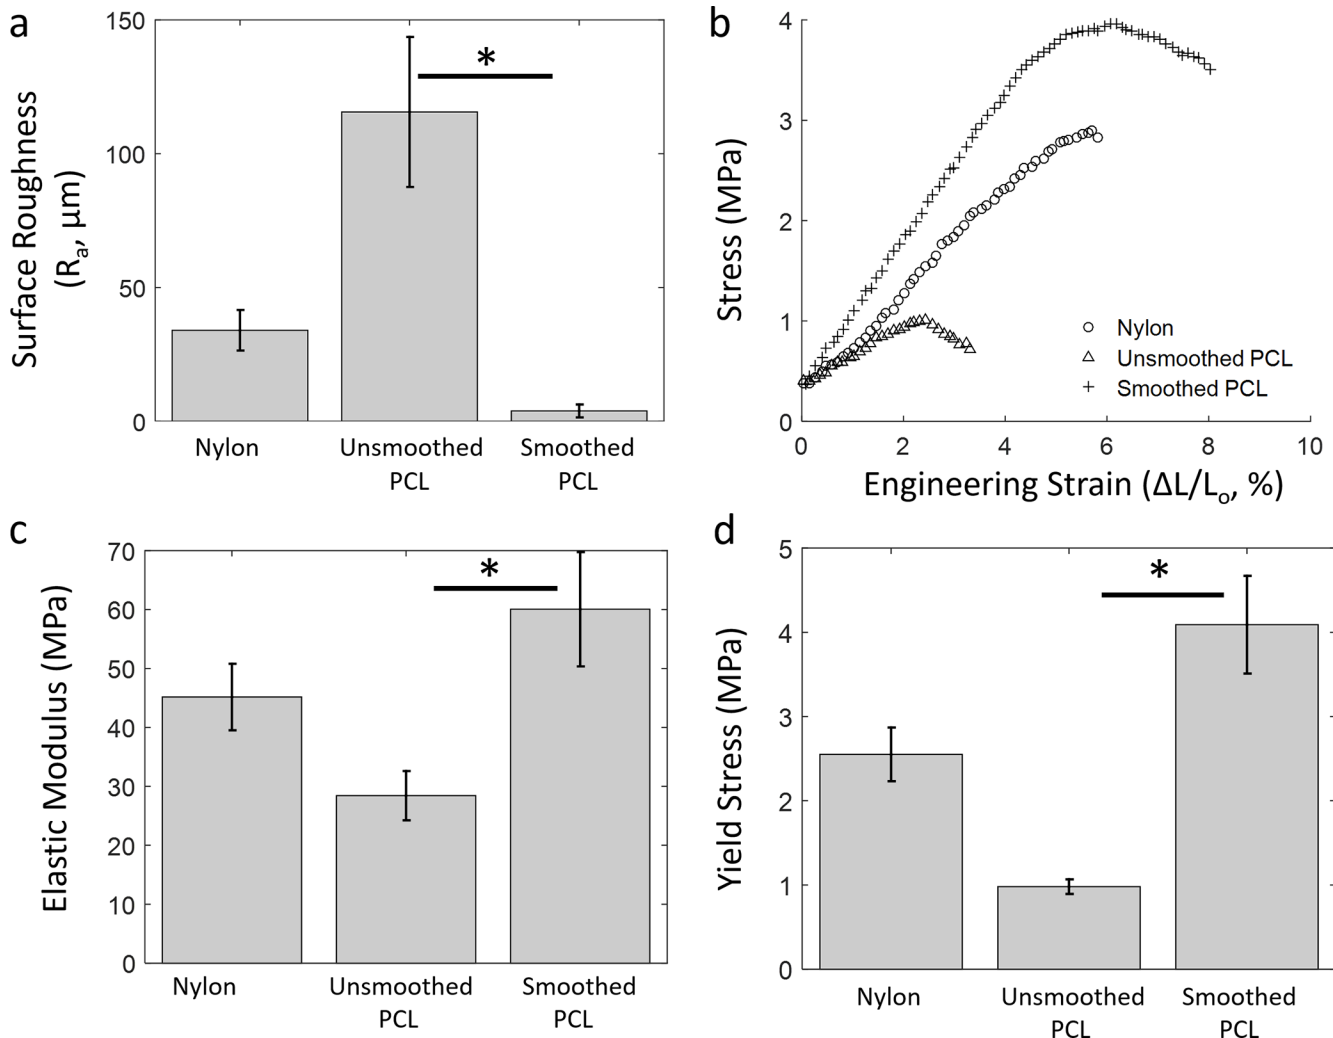 a
Surface Roughness
(Ra, μm)
150
100
50
0
*
Nylon
Unsmoothed
PCL
Smoothed
PCL
b
Stress (MPa)
4
3
2
1
0
0 2 4 6 8 10
Nylon
Unsmoothed PCL
Smoothed PCL
Engineering Strain (ΔL/Lo, %)
c
Elastic Modulus (MPa)
70
60
50
40
30
20
10
0
*
Nylon
Unsmoothed
PCL
Smoothed
PCL
d
Yield Stress (MPa)
5
4
3
2
1
0
*
Nylon
Unsmoothed
PCL
Smoothed
PCL